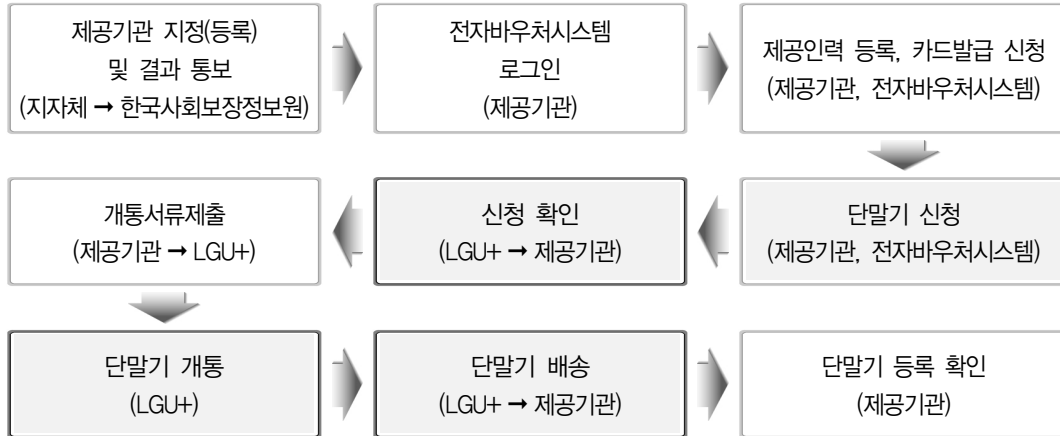 제공기관 지정(등록)
및 결과 통보
(지자체 → 한국사회보장정보원)
전자바우처시스템
로그인
(제공기관)
제공인력 등록, 카드발급 신청
(제공기관, 전자바우처시스템)
단말기 신청
(제공기관, 전자바우처시스템)
신청 확인
(LGU+ → 제공기관)
개통서류제출
(제공기관 → LGU+)
단말기 개통
(LGU+)
단말기 배송
(LGU+ → 제공기관)
단말기 등록 확인
(제공기관)